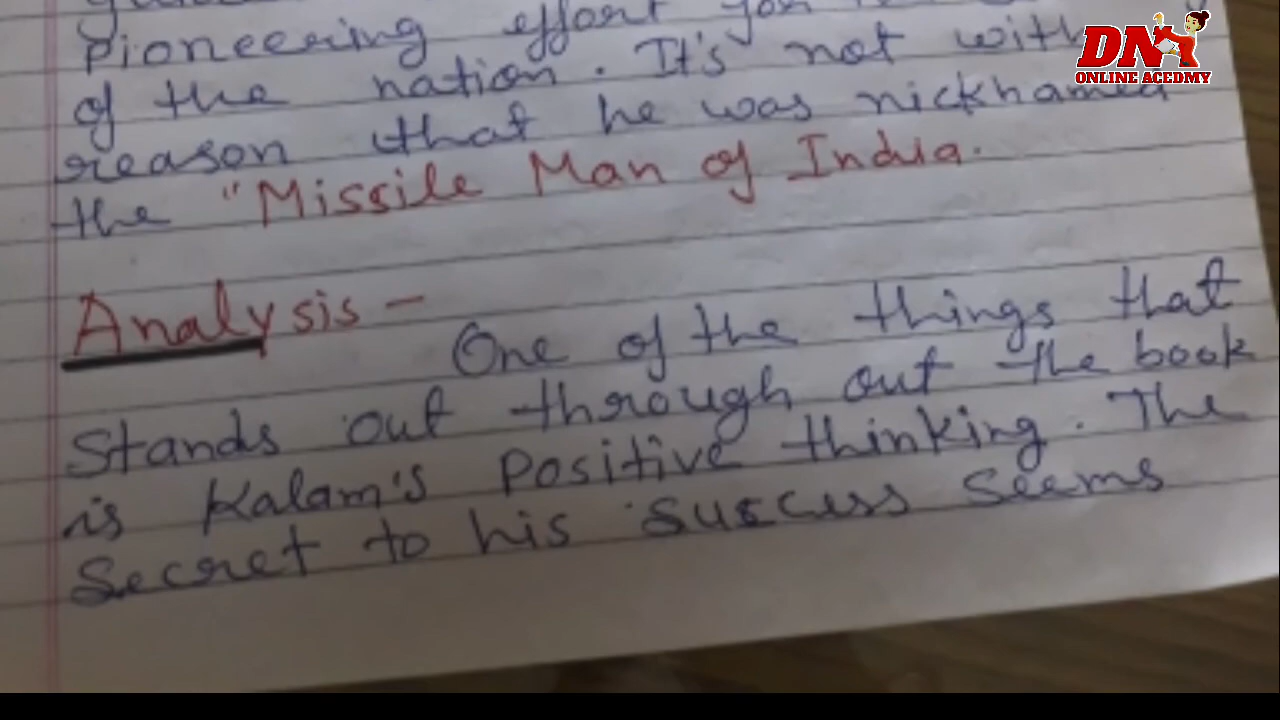 Pioneering effort for
of the nation. It's not with
reason that he was nickhamed
the "Missile Man of India.
Analysis -
One of the things that
Stands out through out the book
is Kalam's Positive thinking. The
Secret to his success seems
DNA
ONLINE ACEDMY